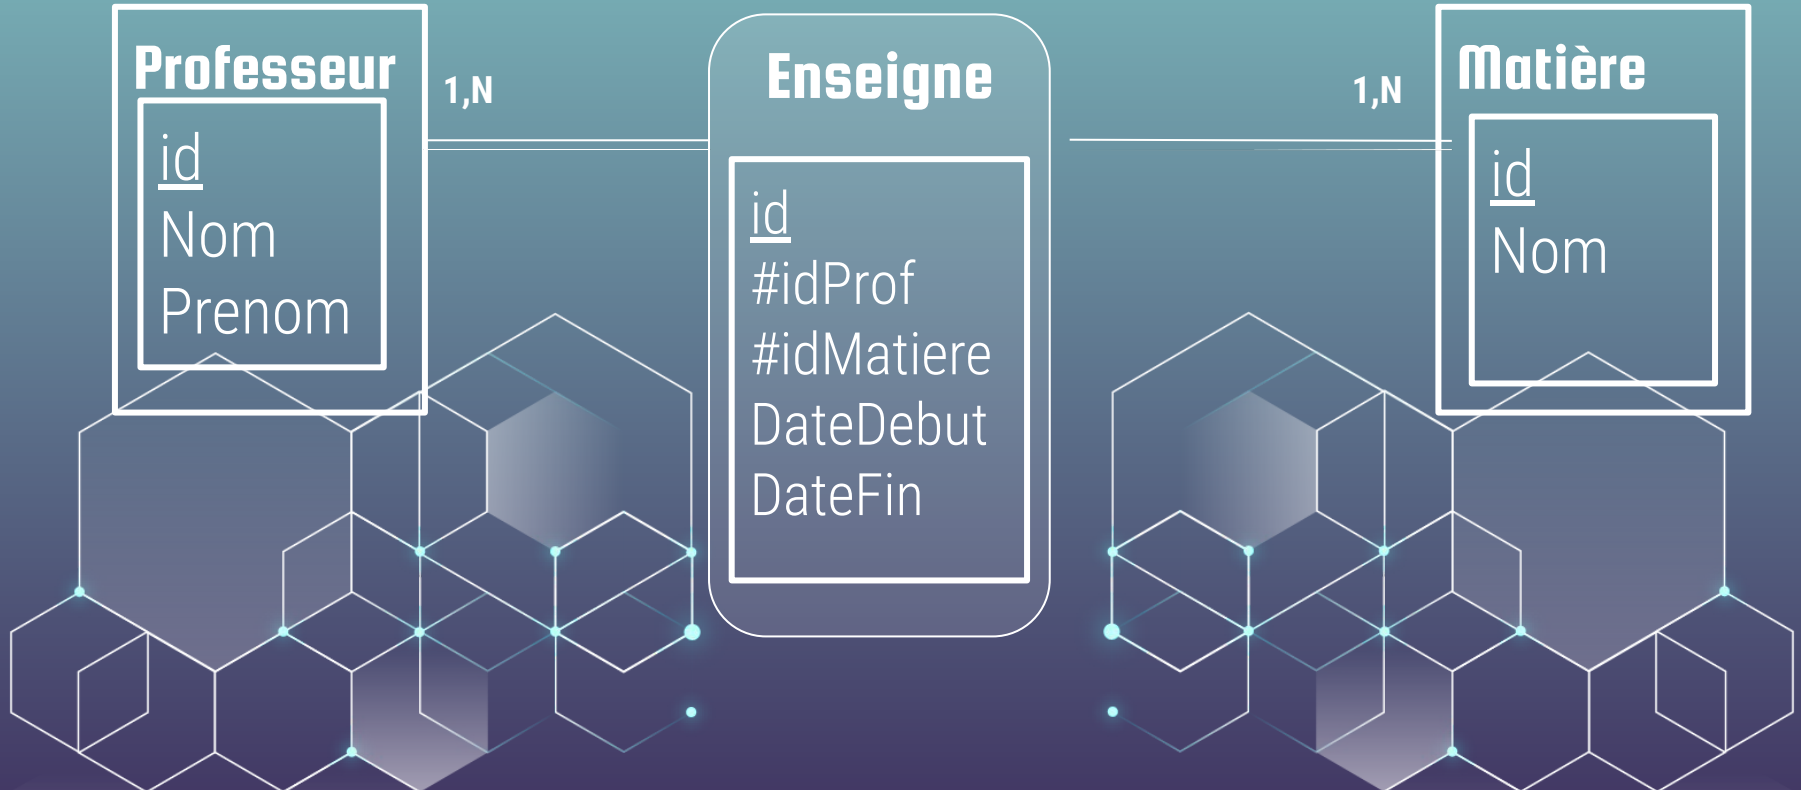 Professeur
1,N
id
Nom
Prenom
Enseigne
id
#idProf
#idMatiere
DateDebut
DateFin
1,N
Matière
id
Nom